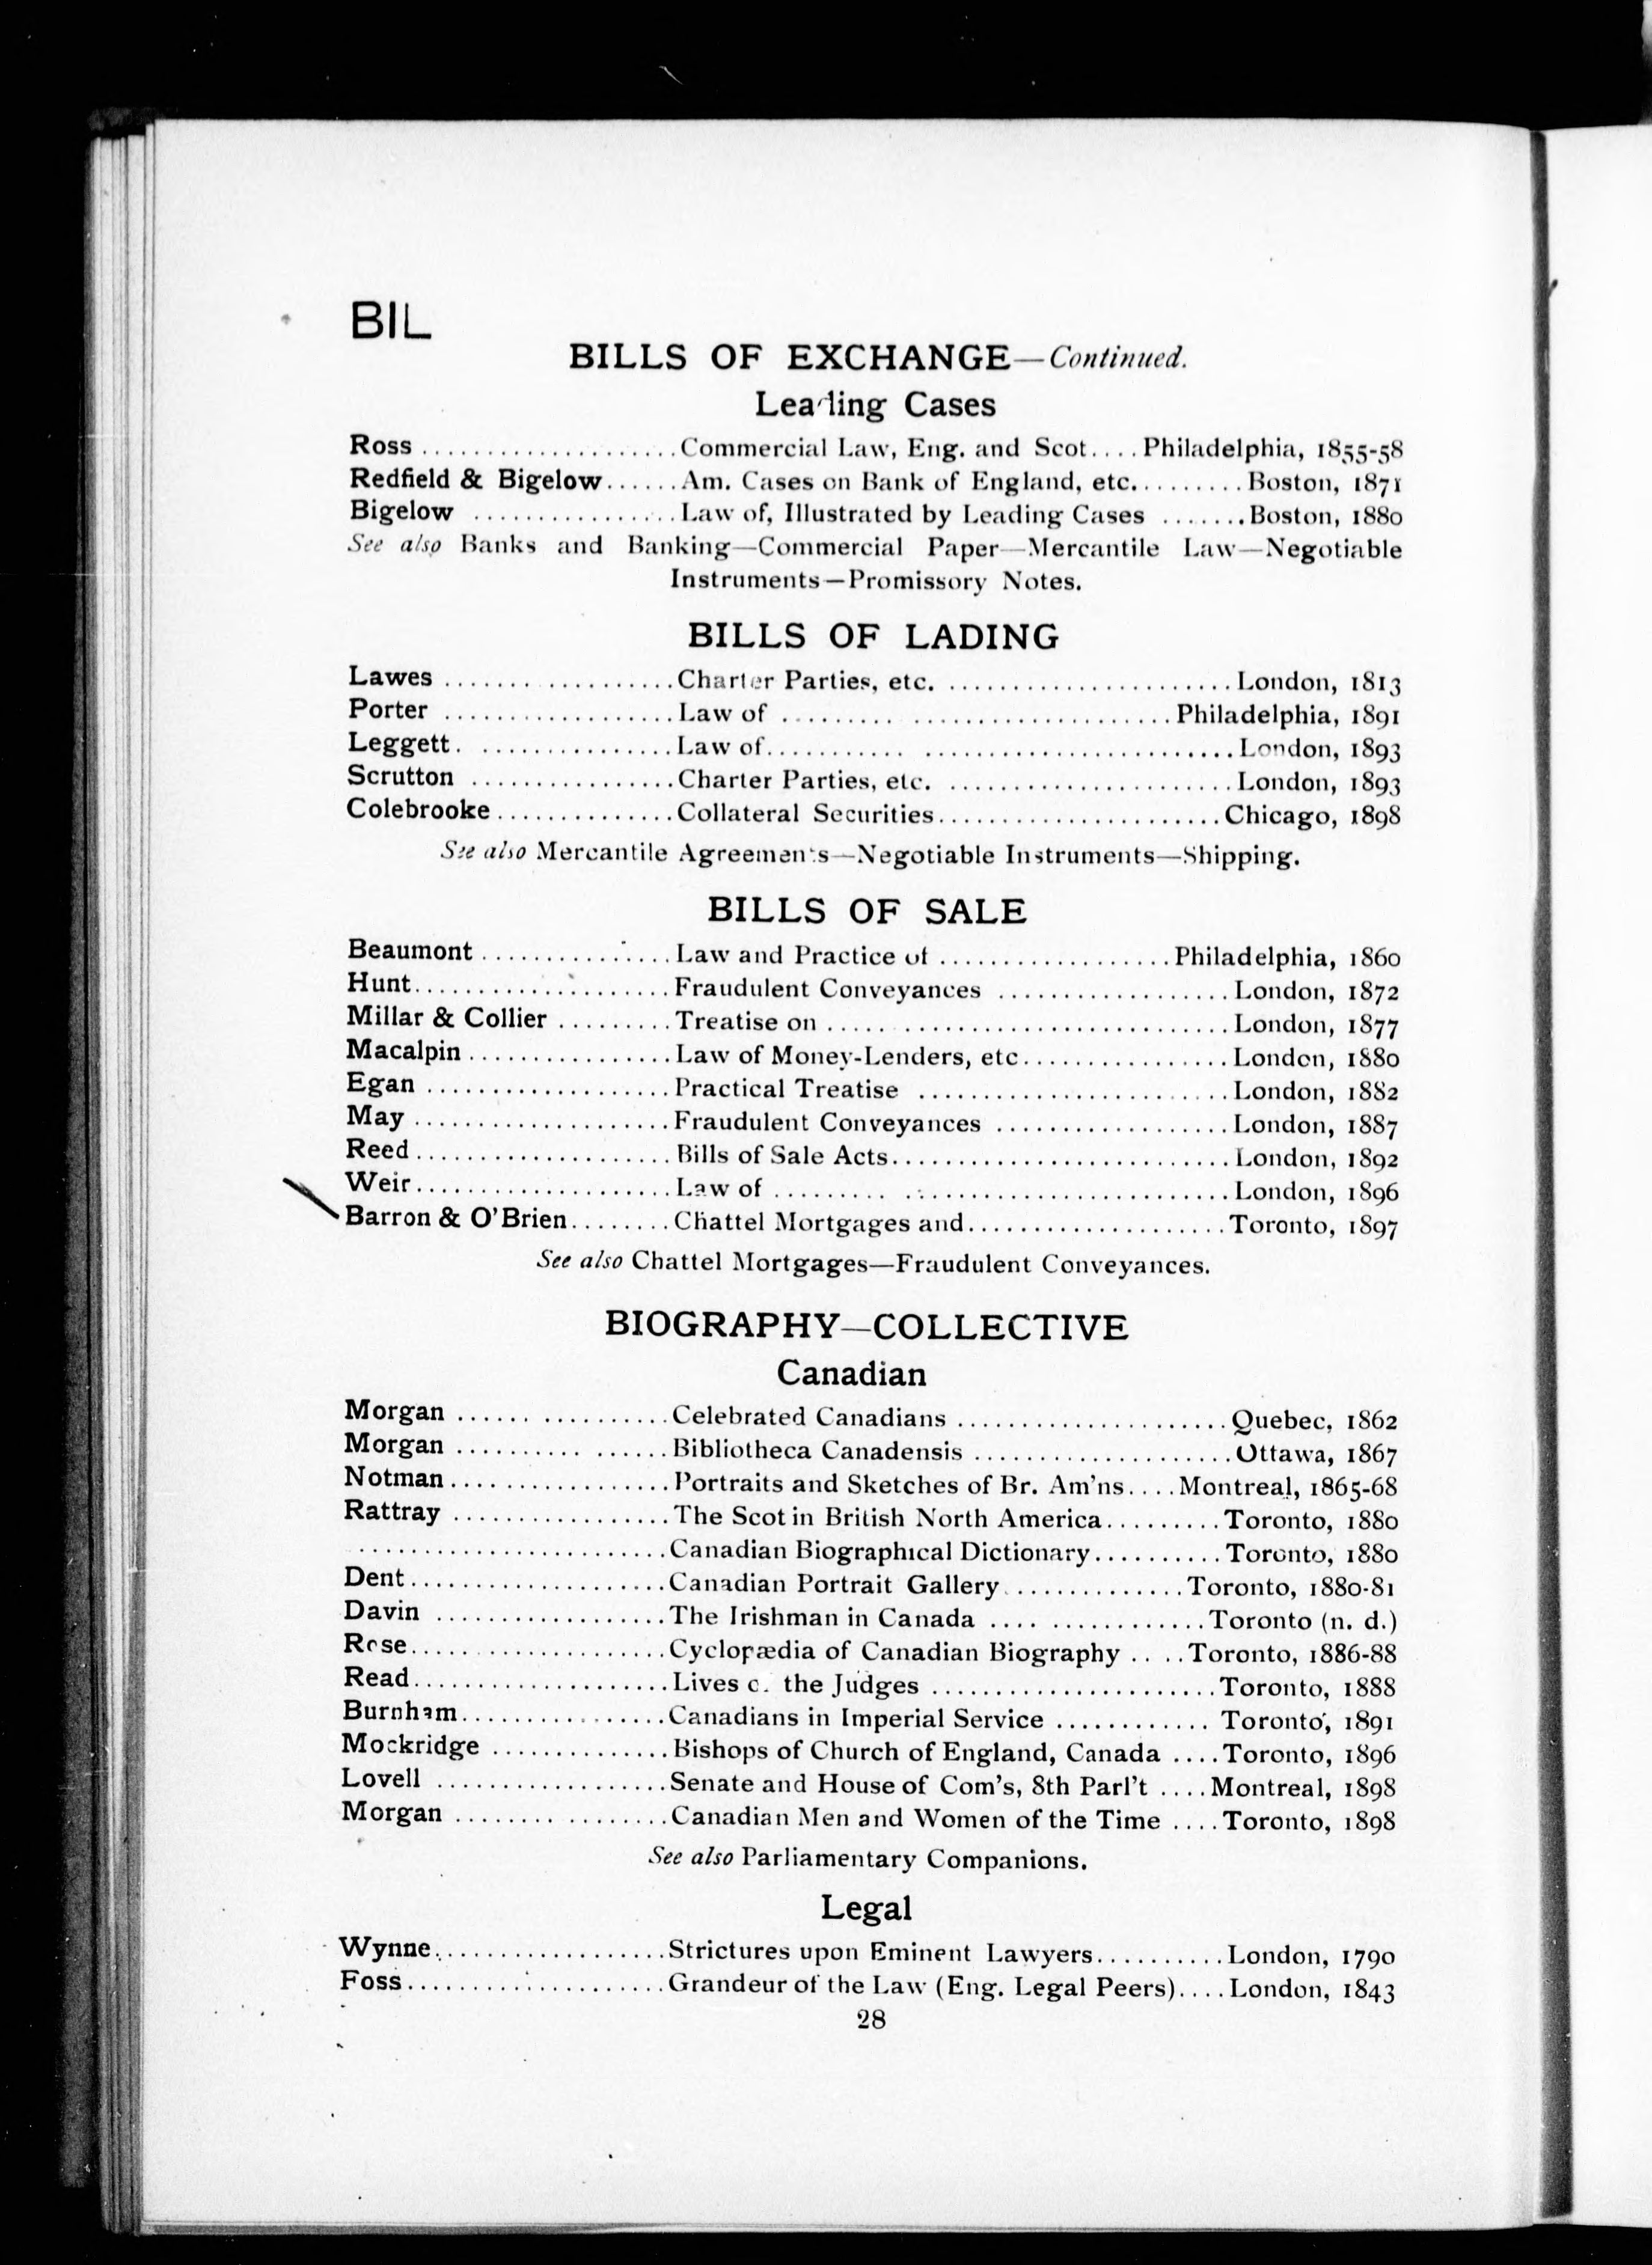 BIL
BILLS OF EXCHANGE—Continued.
Leading Cases
Ross .................... Commercial Law, Eng. and Scot.... Philadelphia, 1855-58
Redfield & Bigelow...... Am. Cases on Bank of England, etc.......... Boston, 1871
Bigelow ................ Law of, Illustrated by Leading Cases ....... Boston, 1880
See also Banks and Banking—Commercial Paper—Mercantile Law—Negotiable
Instruments—Promissory Notes.
BILLS OF LADING
Lawes .................. Charter Parties, etc. ...................... London, 1813
Porter .................. Law of .............................. Philadelphia, 1891
Leggett. ............... Law of.................................... London, 1893
Scrutton ................ Charter Parties, etc. ...................... London, 1893
Colebrooke.............. Collateral Securities...................... Chicago, 1898
See also Mercantile Agreements—Negotiable Instruments—Shipping.
BILLS OF SALE
Beaumont ............... Law and Practice of .................. Philadelphia, 1860
Hunt.................... Fraudulent Conveyances .................. London, 1872
Millar & Collier ......... Treatise on ............................... London, 1877
Macalpin................ Law of Money-Lenders, etc................ London, 1880
Egan ................... Practical Treatise ........................ London, 1882
May .................... Fraudulent Conveyances .................. London, 1887
Reed.................... Bills of Sale Acts.......................... London, 1892
Weir.................... Law of .................................. London, 1896
Barron & O'Brien........ Chattel Mortgages and.................... Toronto, 1897
See also Chattel Mortgages—Fraudulent Conveyances.
BIOGRAPHY—COLLECTIVE
Canadian
Morgan ................ Celebrated Canadians ..................... Quebec, 1862
Morgan ................ Bibliotheca Canadensis .................... Ottawa, 1867
Notman................. Portraits and Sketches of Br. Am'ns.... Montreal, 1865-68
Rattray ................. The Scot in British North America......... Toronto, 1880
........................ Canadian Biographical Dictionary.......... Toronto, 1880
Dent.................... Canadian Portrait Gallery .............. Toronto, 1880-81
Davin .................. The Irishman in Canada ................ Toronto (n. d.)
Rose.................... Cyclopædia of Canadian Biography .... Toronto, 1886-88
Read.................... Lives c. the Judges ...................... Toronto, 1888
Burnham................ Canadians in Imperial Service ............ Toronto, 1891
Mockridge .............. Bishops of Church of England, Canada .... Toronto, 1896
Lovell .................. Senate and House of Com's, 8th Parl't .... Montreal, 1898
Morgan ................ Canadian Men and Women of the Time .... Toronto, 1898
See also Parliamentary Companions.
Legal
Wynne.................. Strictures upon Eminent Lawyers.......... London, 1790
Foss.................... Grandeur of the Law (Eng. Legal Peers).... London, 1843
28